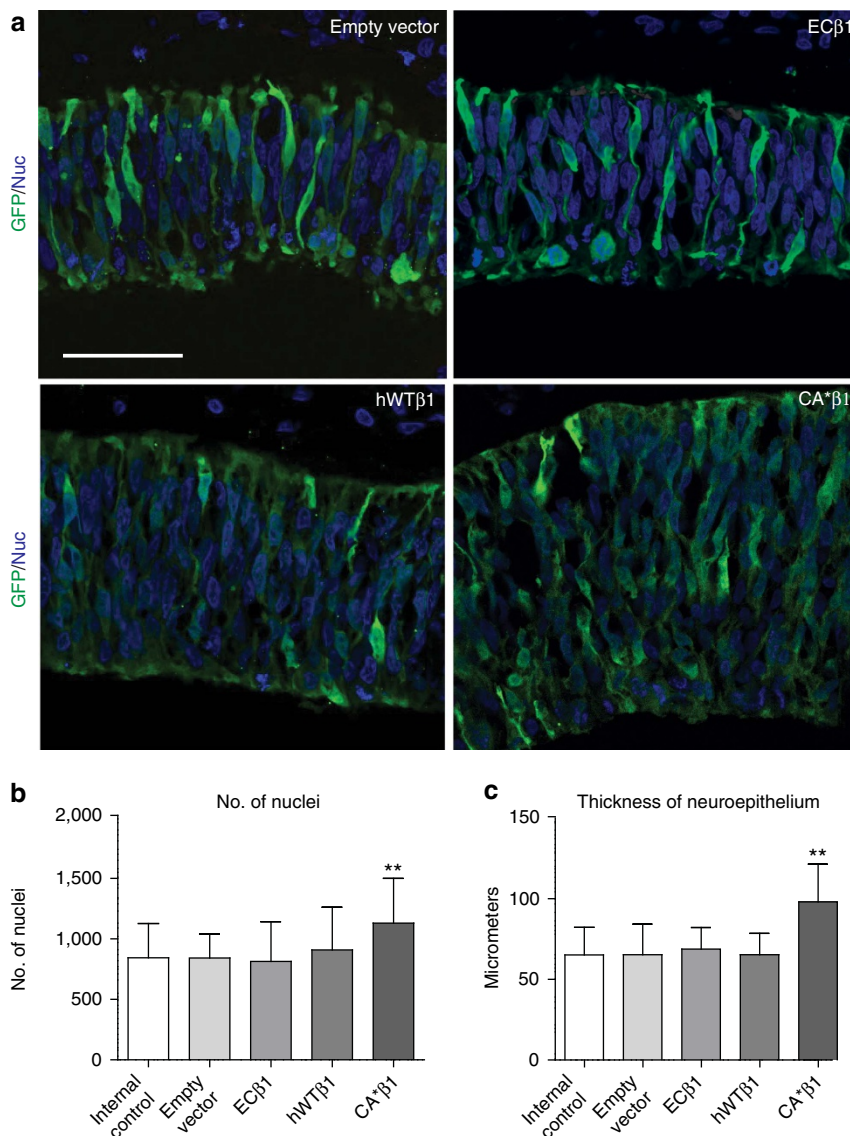 a
Empty vector
ECβ1
GFP/Nuc
hWTβ1
CA*β1
GFP/Nuc
b
No. of nuclei
No. of nuclei
2,000
1,500
1,000
500
0
**
Internal control
Empty vector
ECβ1
hWTβ1
CA*β1
c
Thickness of neuroepithelium
Micrometers
150
100
50
0
**
Internal control
Empty vector
ECβ1
hWTβ1
CA*β1